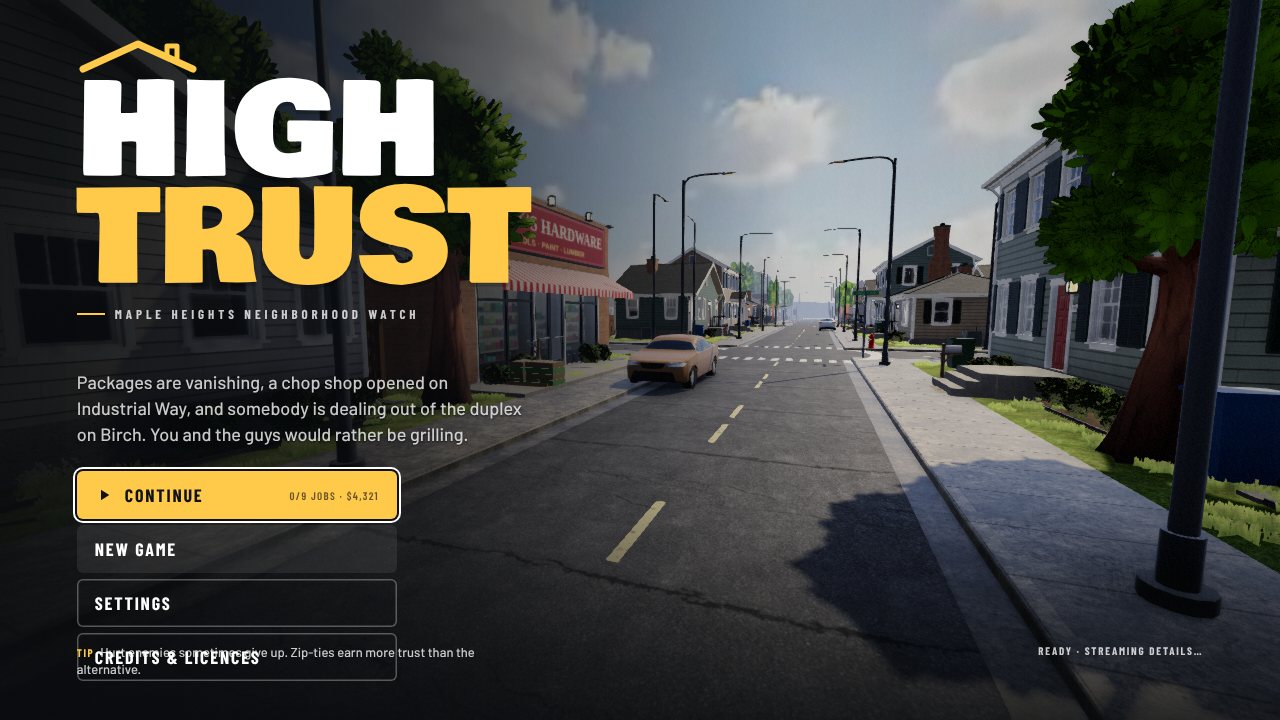 HIGH
TRUST
HARDWARE
PAINT · LUMBER
MAPLE HEIGHTS NEIGHBORHOOD WATCH
Packages are vanishing, a chop shop opened on
Industrial Way, and somebody is dealing out of the duplex
on Birch. You and the guys would rather be grilling.
CONTINUE
0/9 JOBS · $4,321
NEW GAME
SETTINGS
CREDITS & LICENCES
TIP Hurt enemies sometimes give up. Zip-ties earn more trust than the
alternative.
READY · STREAMING DETAILS…